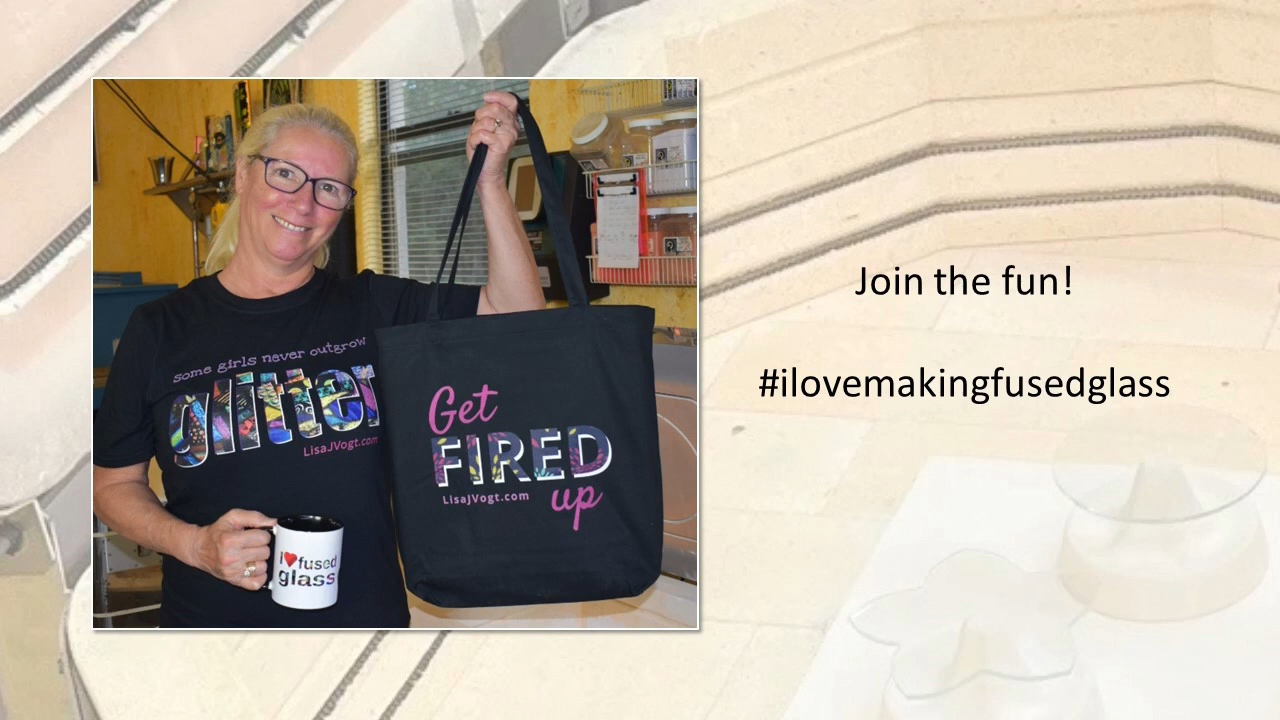 some girls never outgrow
glitter
LisaJVogt.com
Get
FIRED
up
LisaJVogt.com
I fused
glass
Join the fun!
#ilovemakingfusedglass